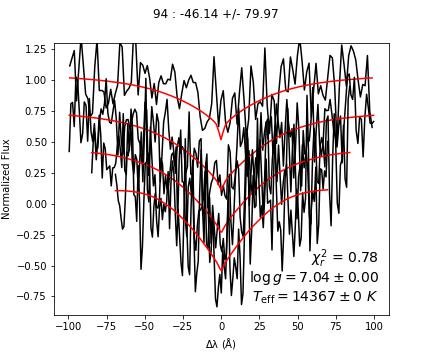 94 : -46.14 +/- 79.97
Normalized Flux
1.25
1.00
0.75
0.50
0.25
0.00
−0.25
−0.50
−0.75
χ²ᵣ = 0.78
log g = 7.04 ± 0.00
T_eff = 14367 ± 0 K
−100 −75 −50 −25 0 25 50 75 100
Δλ (Å)